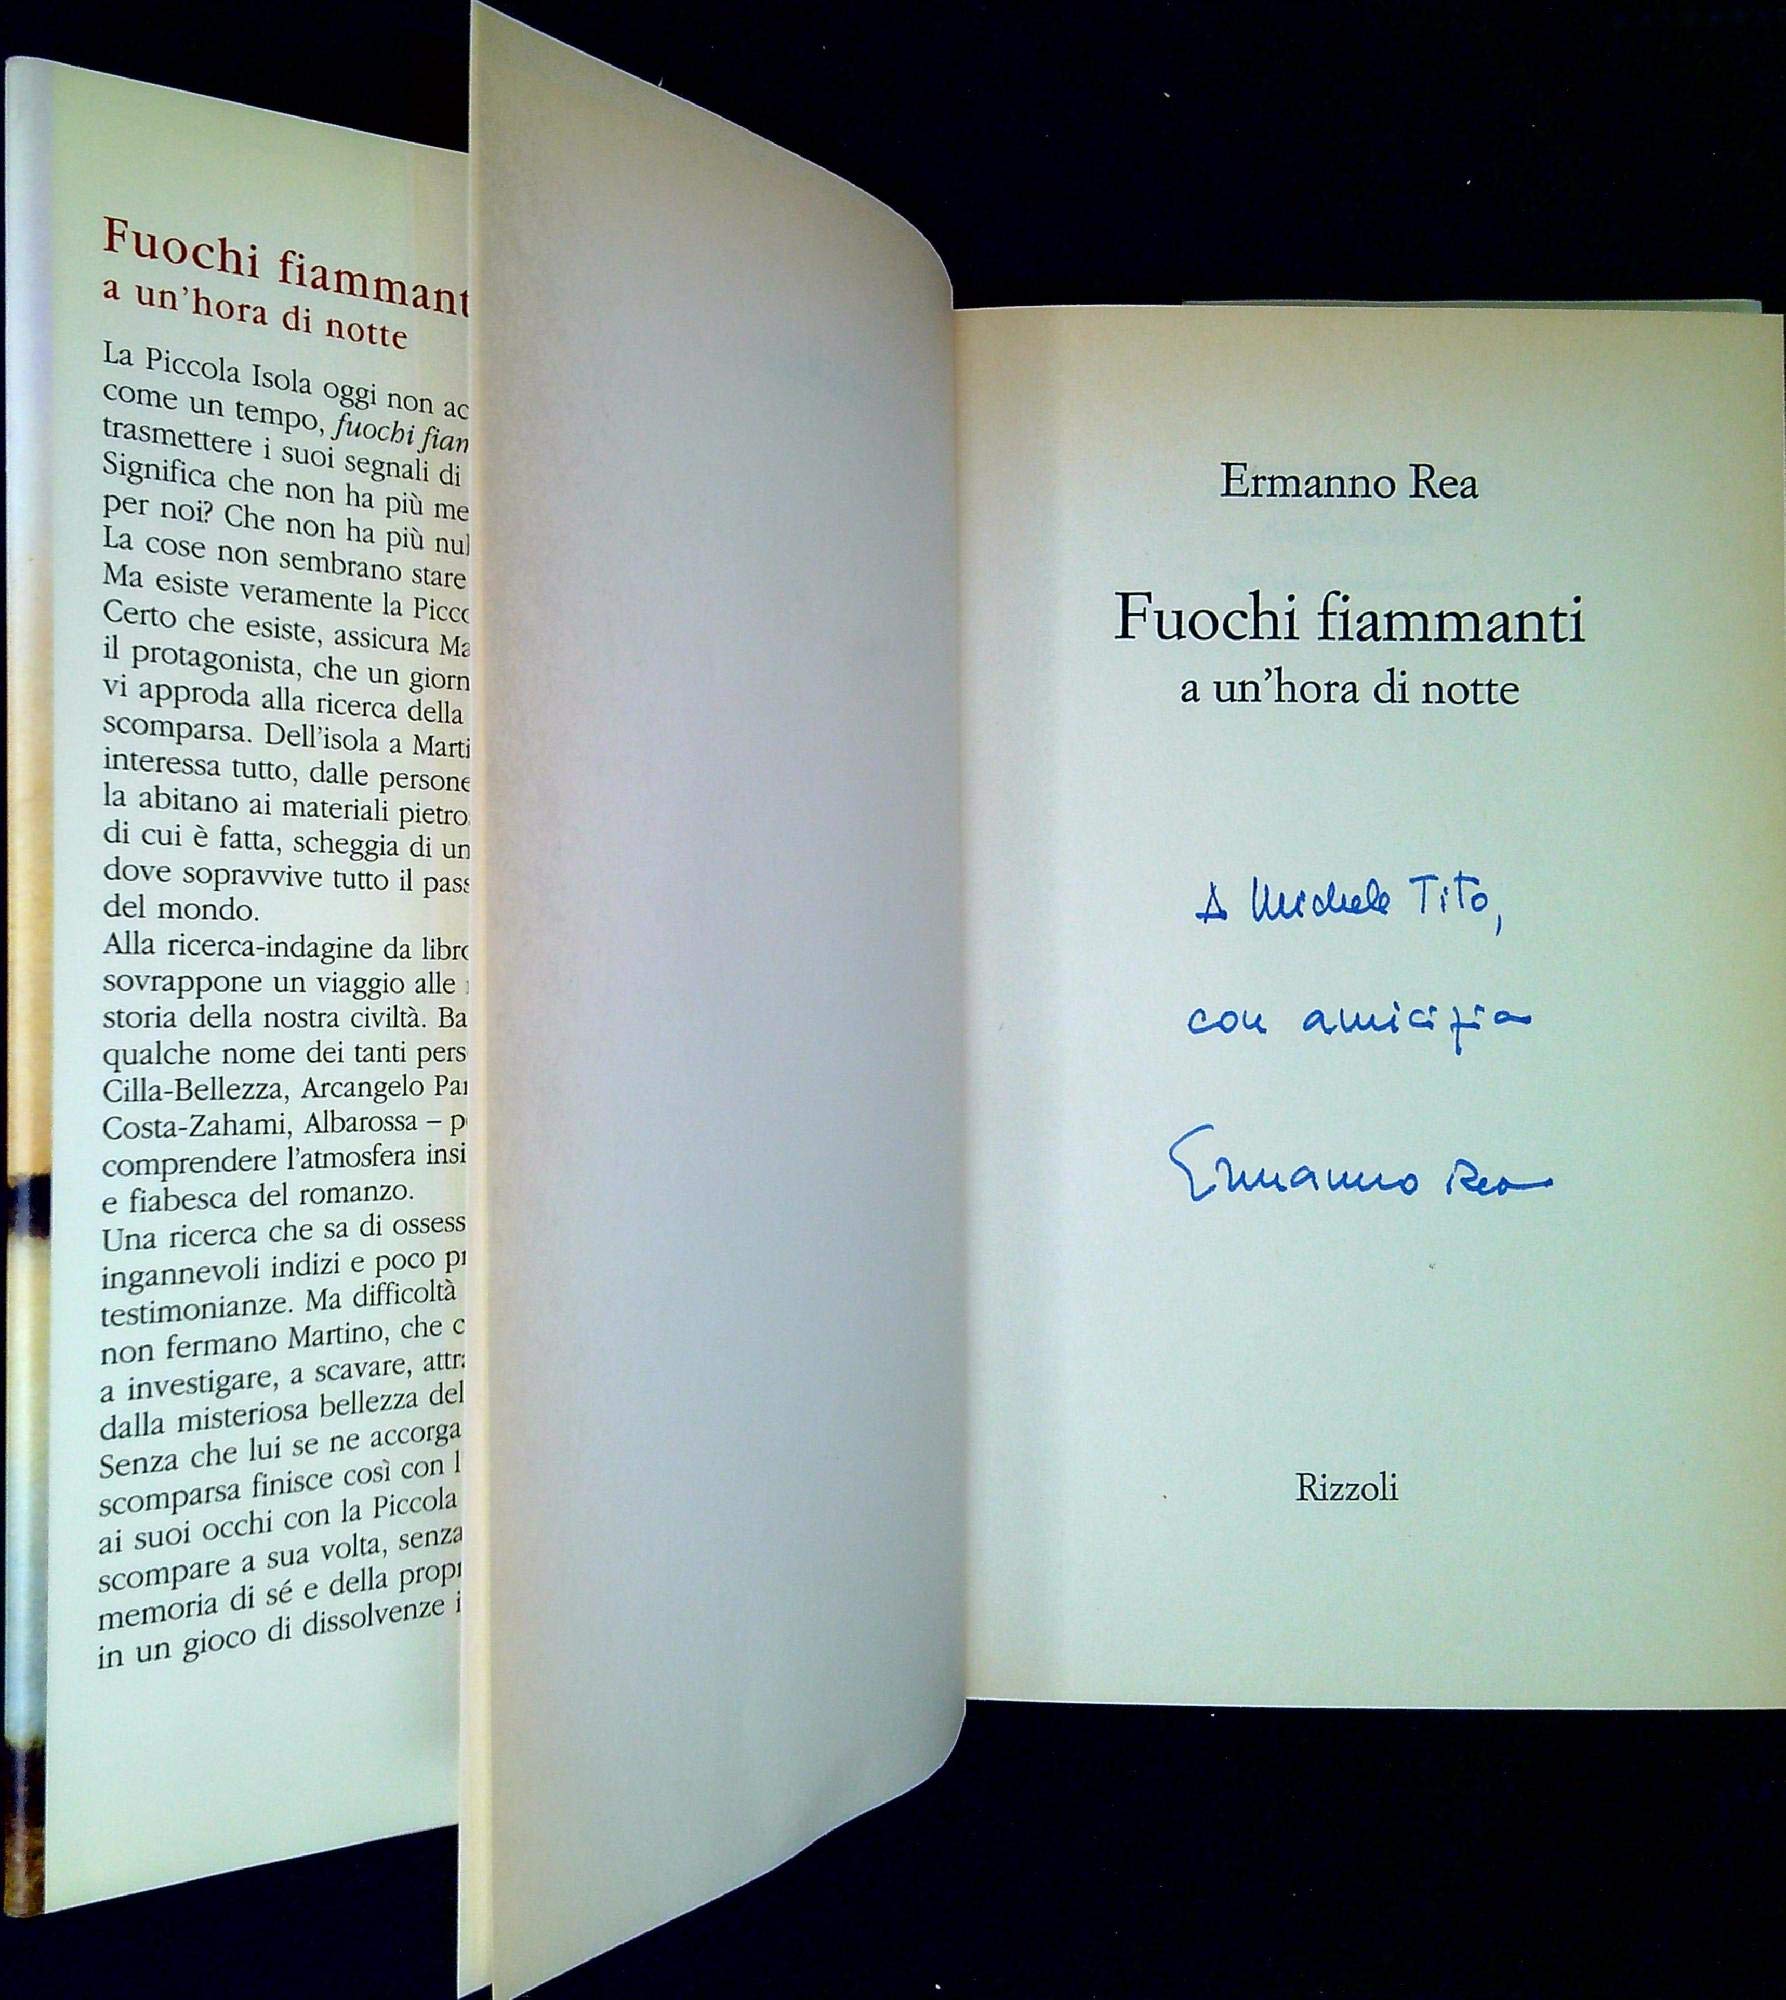 Fuochi fiammant
a un'hora di notte
La Piccola Isola oggi non ac
come un tempo, fuochi fiam
trasmettere i suoi segnali di
Significa che non ha più me
per noi? Che non ha più nul
La cose non sembrano stare
Ma esiste veramente la Picco
Certo che esiste, assicura Ma
il protagonista, che un giorn
vi approda alla ricerca della
scomparsa. Dell'isola a Marti
interessa tutto, dalle persone
la abitano ai materiali pietro
di cui è fatta, scheggia di un
dove sopravvive tutto il pass
del mondo.
Alla ricerca-indagine da libro
sovrappone un viaggio alle
storia della nostra civiltà. Ba
qualche nome dei tanti pers
Cilla-Bellezza, Arcangelo Par
Costa-Zahami, Albarossa – p
comprendere l'atmosfera insi
e fiabesca del romanzo.
Una ricerca che sa di ossess
ingannevoli indizi e poco pr
testimonianze. Ma difficoltà
non fermano Martino, che c
a investigare, a scavare, attra
dalla misteriosa bellezza del
Senza che lui se ne accorga
scomparsa finisce così con l
ai suoi occhi con la Piccola
scompare a sua volta, senza
memoria di sé e della propr
in un gioco di dissolvenze i
Ermanno Rea
Fuochi fiammanti
a un'hora di notte
A Michele Tito,
con amicizia
Ermanno Rea
Rizzoli